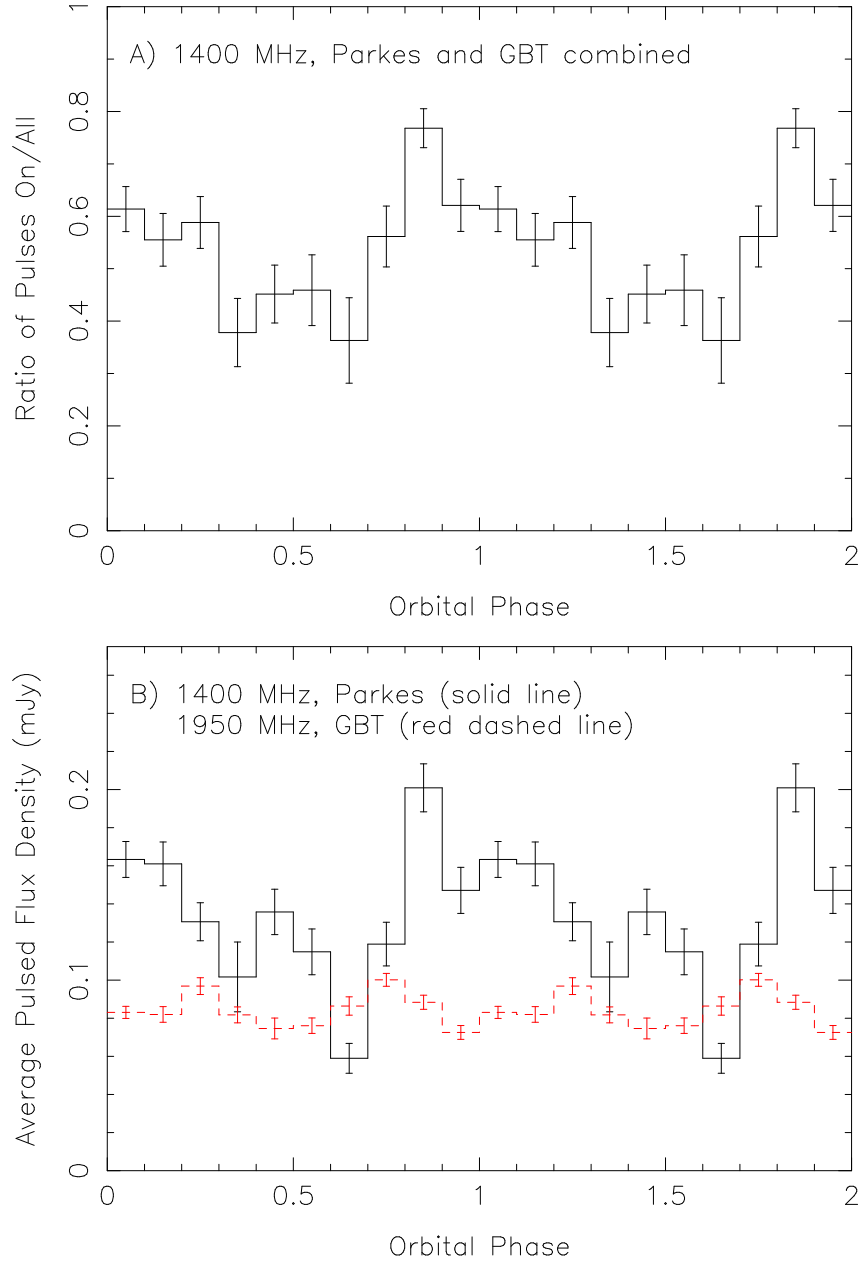 A) 1400 MHz, Parkes and GBT combined
Ratio of Pulses On/All
1
0.8
0.6
0.4
0.2
0
0 0.5 1 1.5 2
Orbital Phase
B) 1400 MHz, Parkes (solid line)
1950 MHz, GBT (red dashed line)
Average Pulsed Flux Density (mJy)
0.2
0.1
0
0 0.5 1 1.5 2
Orbital Phase